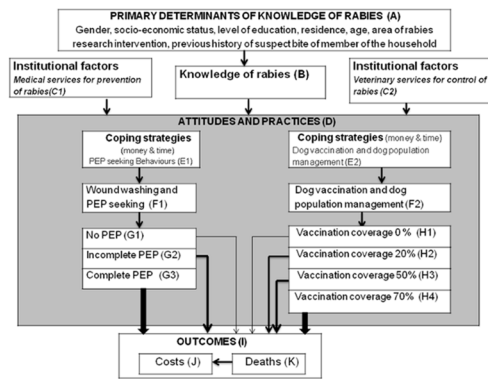 PRIMARY DETERMINANTS OF KNOWLEDGE OF RABIES (A)
Gender, socio-economic status, level of education, residence, age, area of rabies
research intervention, previous history of suspect bite of member of the household
Institutional factors
Medical services for prevention
of rabies(C1)
Knowledge of rabies (B)
Institutional factors
Veterinary services for control of
rabies (C2)
ATTITUDES AND PRACTICES (D)
Coping strategies
(money & time)
PEP seeking Behaviours (E1)
Coping strategies (money & time)
Dog vaccination and dog population
management (E2)
Wound washing and
PEP seeking (F1)
Dog vaccination and dog
population management (F2)
No PEP (G1)
Incomplete PEP (G2)
Complete PEP (G3)
Vaccination coverage 0 % (H1)
Vaccination coverage 20% (H2)
Vaccination coverage 50% (H3)
Vaccination coverage 70% (H4)
OUTCOMES (I)
Costs (J)
Deaths (K)